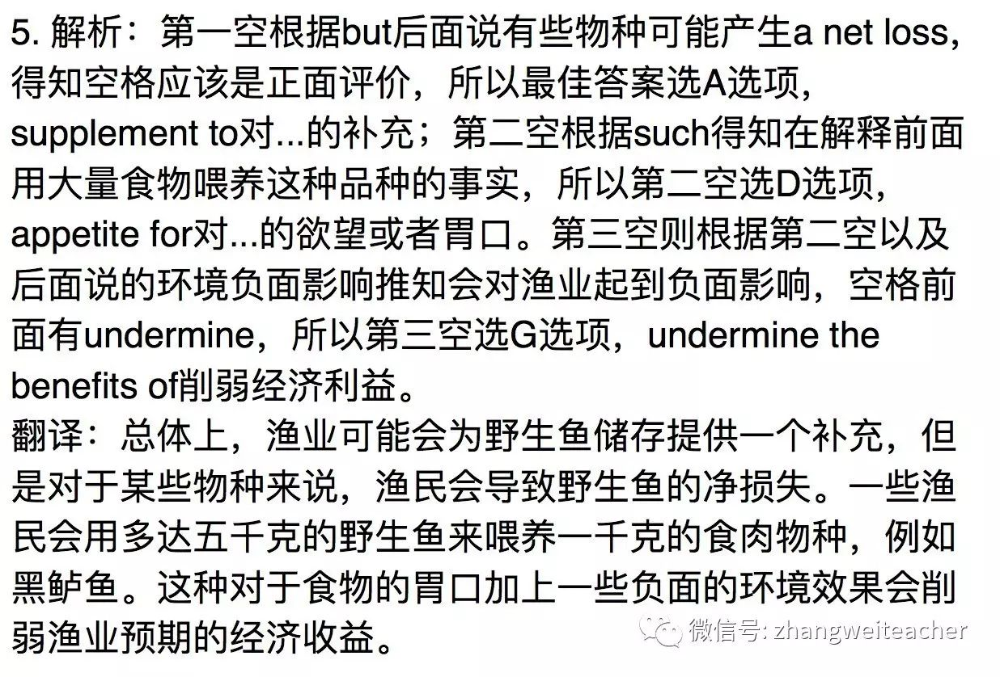 5. 解析：第一空根据but后面说有些物种可能产生a net loss，
得知空格应该是正面评价，所以最佳答案选A选项，
supplement to对...的补充；第二空根据such得知在解释前面
用大量食物喂养这种品种的事实，所以第二空选D选项，
appetite for对...的欲望或者胃口。第三空则根据第二空以及
后面说的环境负面影响推知会对渔业起到负面影响，空格前
面有undermine，所以第三空选G选项，undermine the
benefits of削弱经济利益。
翻译：总体上，渔业可能会为野生鱼储存提供一个补充，但
是对于某些物种来说，渔民会导致野生鱼的净损失。一些渔
民会用多达五千克的野生鱼来喂养一千克的食肉物种，例如
黑鲈鱼。这种对于食物的胃口加上一些负面的环境效果会削
弱渔业预期的经济收益。
微信号: zhangweiteacher